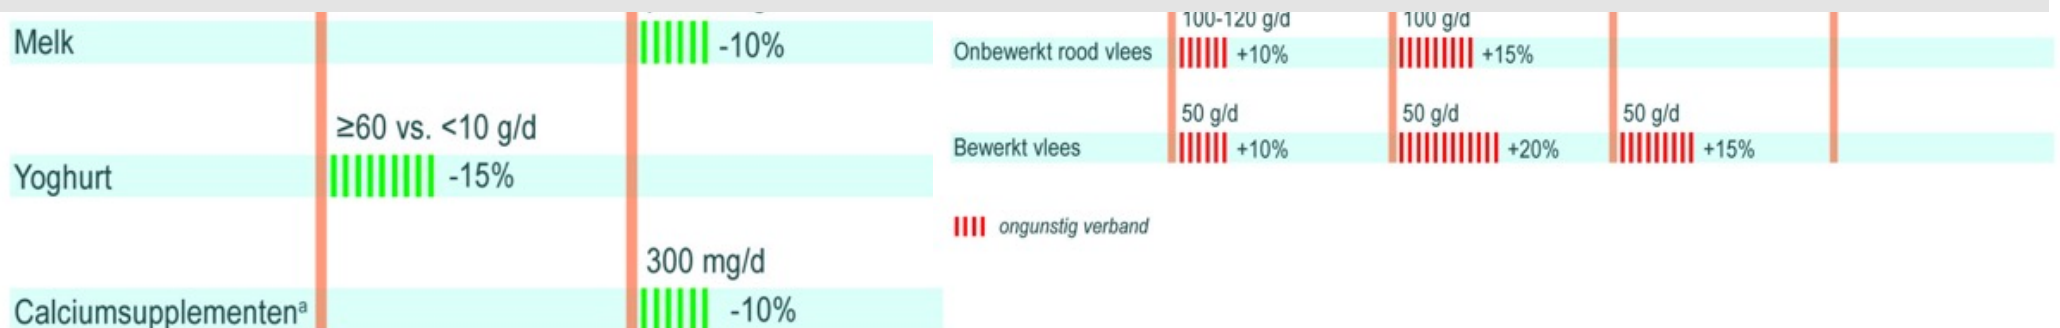 Melk
-10%
≥60 vs. <10 g/d
Yoghurt
-15%
300 mg/d
Calciumsupplementenª
-10%
100-120 g/d
100 g/d
Onbewerkt rood vlees
+10%
+15%
50 g/d
50 g/d
50 g/d
Bewerkt vlees
+10%
+20%
+15%
ongunstig verband